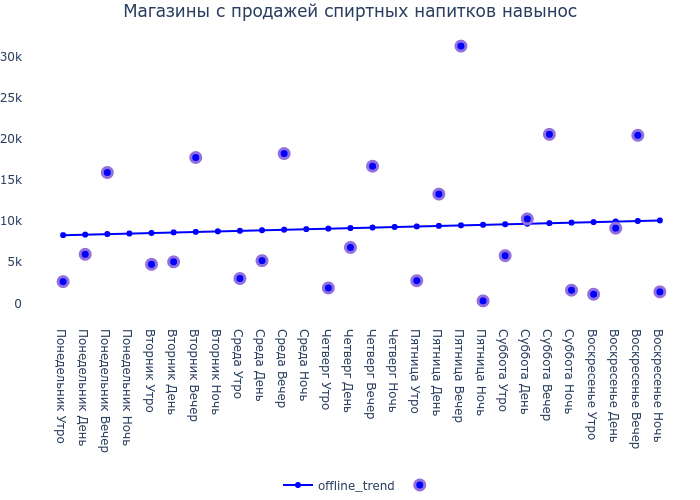 Магазины с продажей спиртных напитков навынос
30k
25k
20k
15k
10k
5k
0
Понедельник Утро
Понедельник День
Понедельник Вечер
Понедельник Ночь
Вторник Утро
Вторник День
Вторник Вечер
Вторник Ночь
Среда Утро
Среда День
Среда Вечер
Среда Ночь
Четверг Утро
Четверг День
Четверг Вечер
Четверг Ночь
Пятница Утро
Пятница День
Пятница Вечер
Пятница Ночь
Суббота Утро
Суббота День
Суббота Вечер
Суббота Ночь
Воскресенье Утро
Воскресенье День
Воскресенье Вечер
Воскресенье Ночь
offline_trend